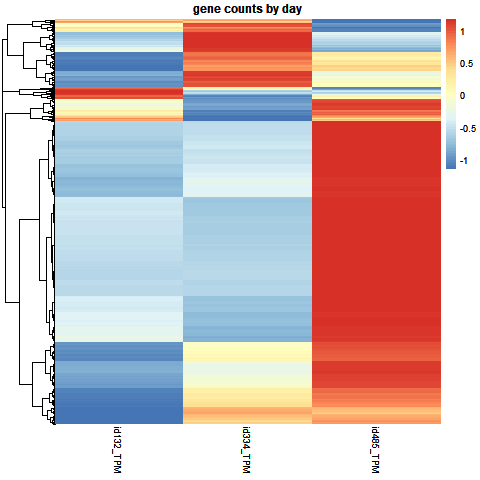 gene counts by day
1
0.5
0
-0.5
-1
id132_TPM
id334_TPM
id485_TPM